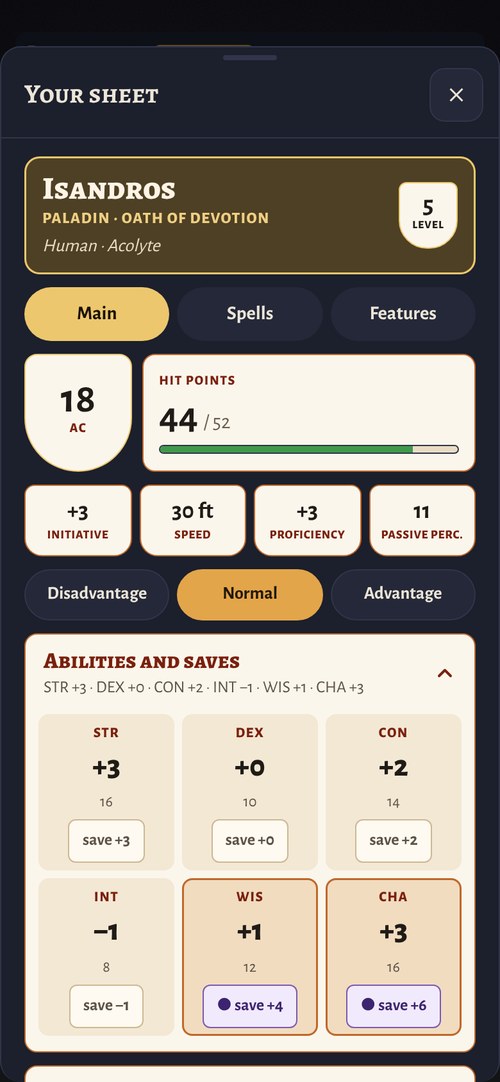 Your sheet
Isandros
PALADIN · OATH OF DEVOTION
Human · Acolyte
5
LEVEL
Main
Spells
Features
18
AC
HIT POINTS
44 / 52
+3
INITIATIVE
30 ft
SPEED
+3
PROFICIENCY
11
PASSIVE PERC.
Disadvantage
Normal
Advantage
Abilities and saves
STR +3 · DEX +0 · CON +2 · INT −1 · WIS +1 · CHA +3
STR
+3
16
save +3
DEX
+0
10
save +0
CON
+2
14
save +2
INT
−1
8
save −1
WIS
+1
12
save +4
CHA
+3
16
save +6